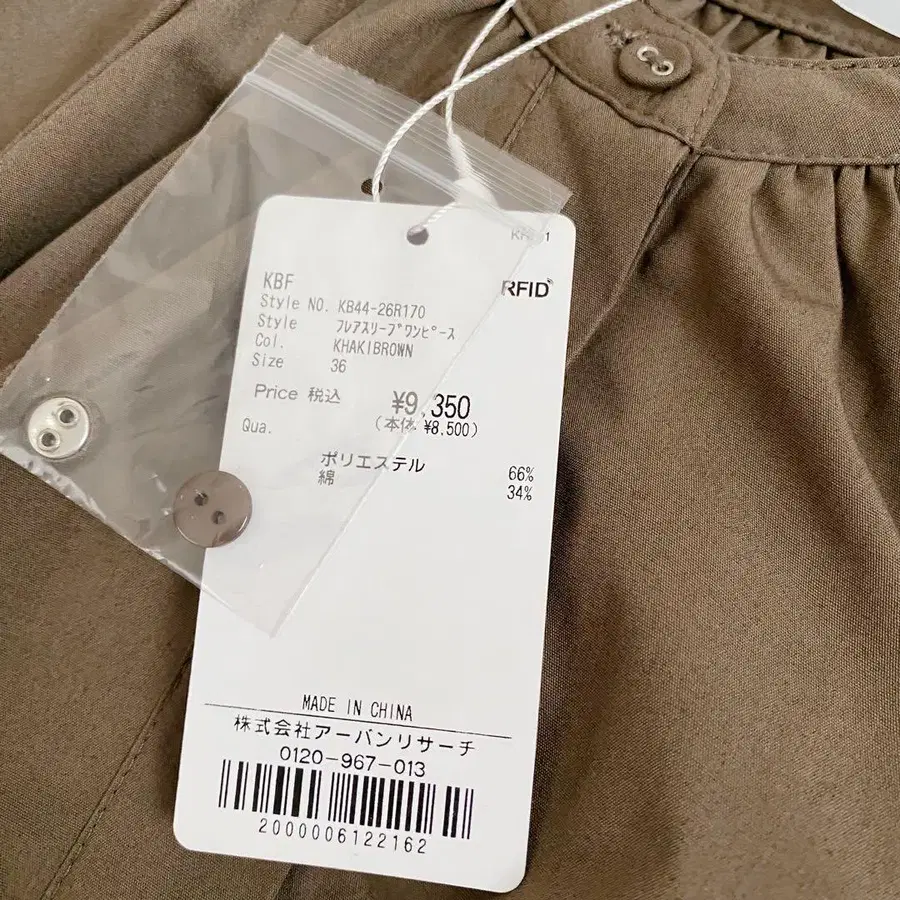 RFID
KBF
Style NO. KB44-26R170
Style フレアスリーブワンピース
Col. KHAKIBROWN
Size 36
Price 税込 ¥9,350
(本体 ¥8,500)
Qua.
ポリエステル 66%
綿 34%
MADE IN CHINA
株式会社アーバンリサーチ
0120-967-013
2000006122162